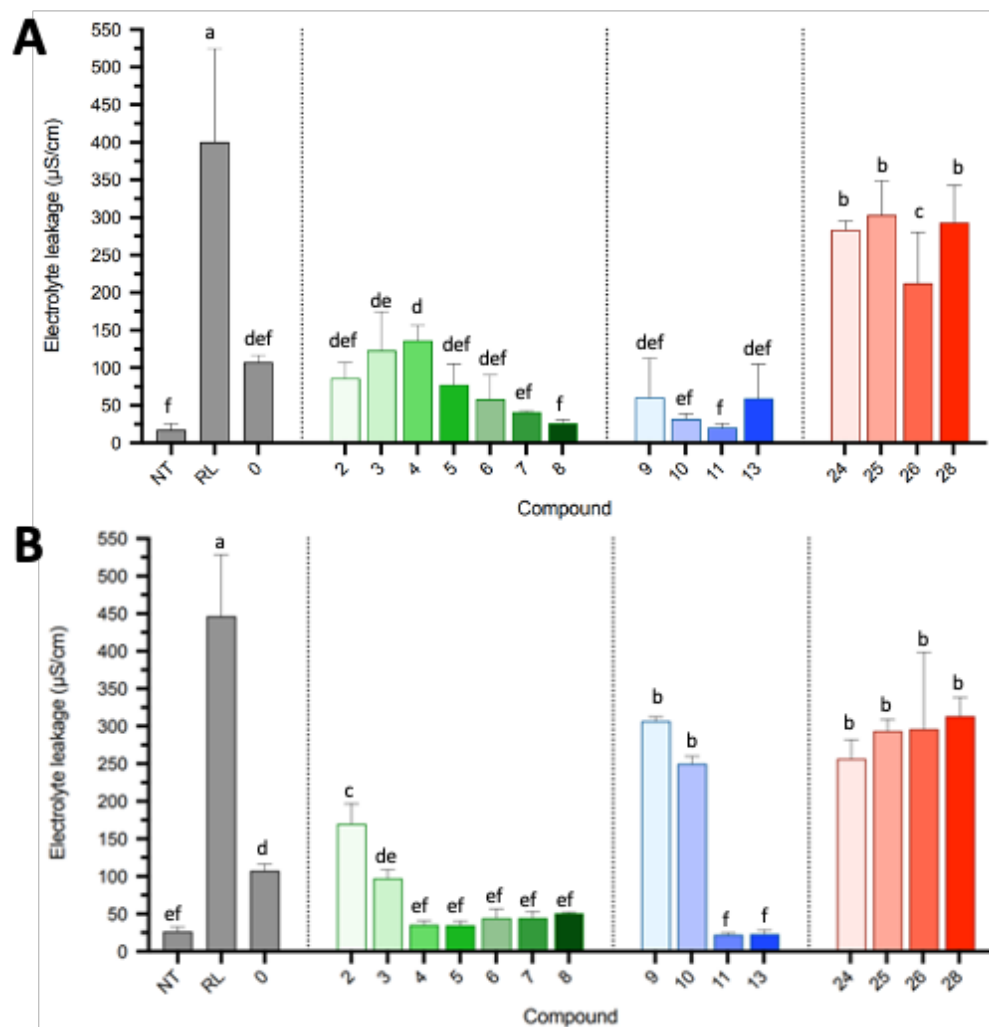 A
Electrolyte leakage (µS/cm)
550
500
450
400
350
300
250
200
150
100
50
0
f a def def de d def def ef f def ef f def b b c b
NT RL 0 2 3 4 5 6 7 8 9 10 11 13 24 25 26 28
Compound
B
Electrolyte leakage (µS/cm)
550
500
450
400
350
300
250
200
150
100
50
0
ef a d c de ef ef ef ef ef b b f f b b b b
NT RL 0 2 3 4 5 6 7 8 9 10 11 13 24 25 26 28
Compound